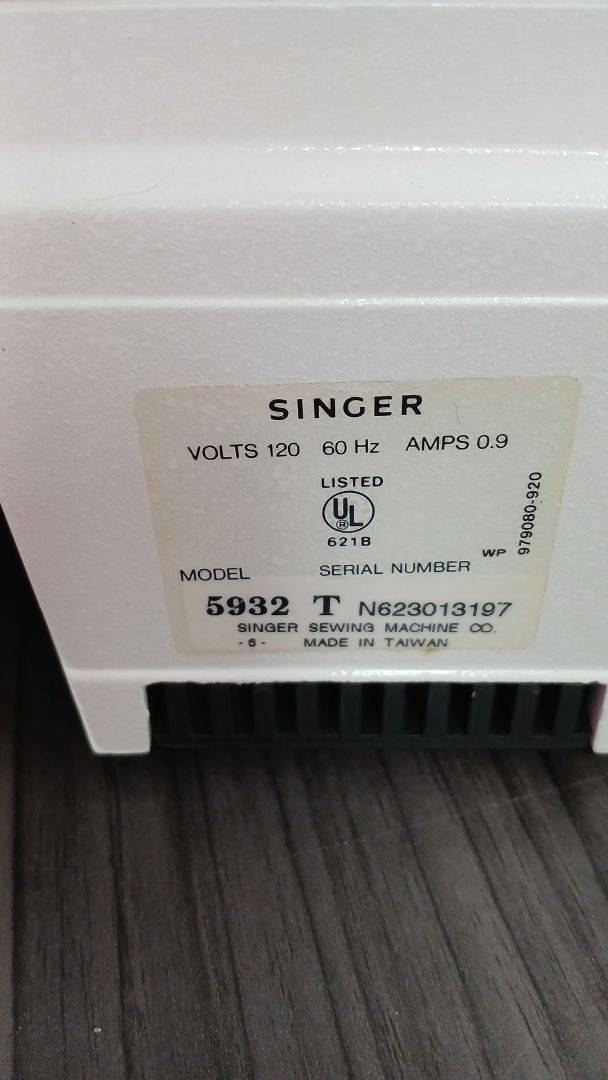 SINGER
VOLTS 120 60 Hz AMPS 0.9
LISTED
UL
®
621B
WP 979080-920
MODEL SERIAL NUMBER
5932 T N623013197
SINGER SEWING MACHINE CO.
- 6 - MADE IN TAIWAN